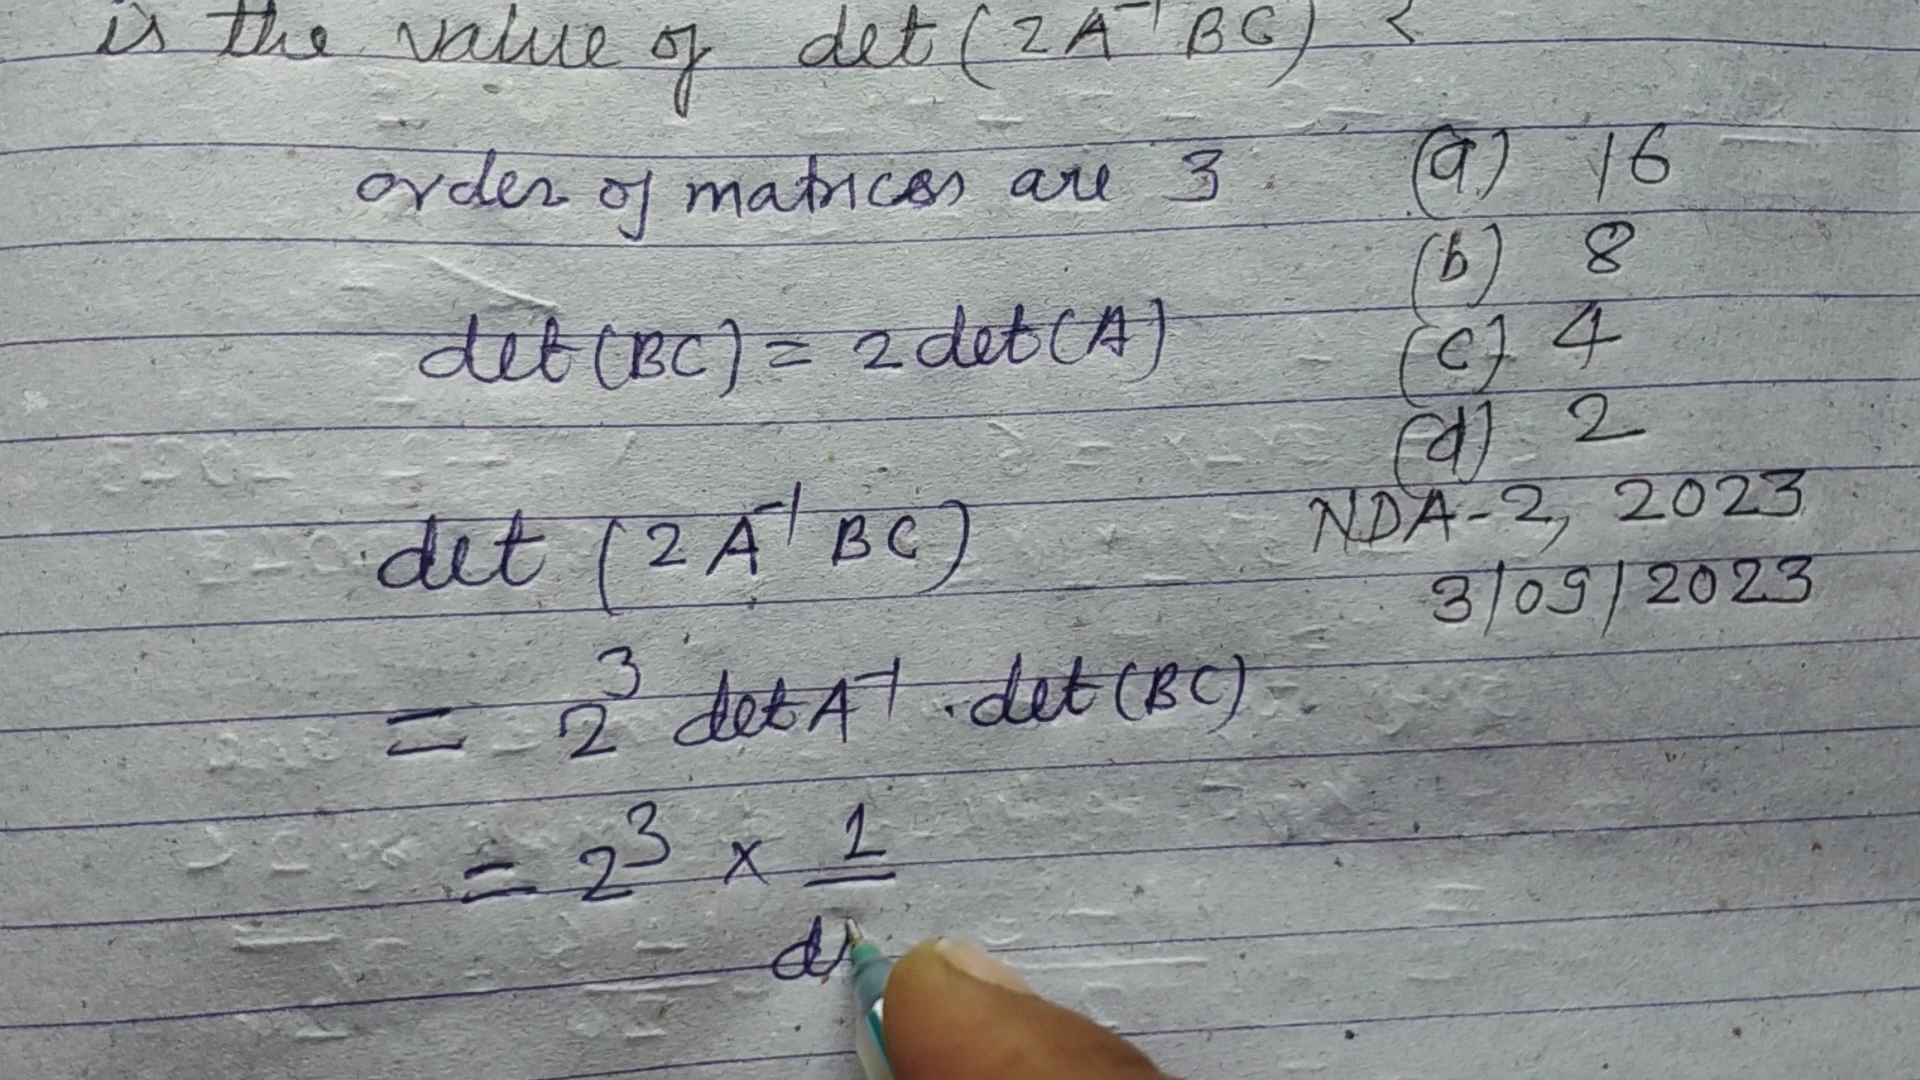 is the value of det(2A⁻¹BC) ?
order of matrices are 3
(a) 16
(b) 8
det(BC) = 2det(A)
(c) 4
(d) 2
det (2A⁻¹BC)
NDA-2, 2023
3/09/2023
= 2³ detA⁻¹ . det(BC)
= 2³ × 1
d